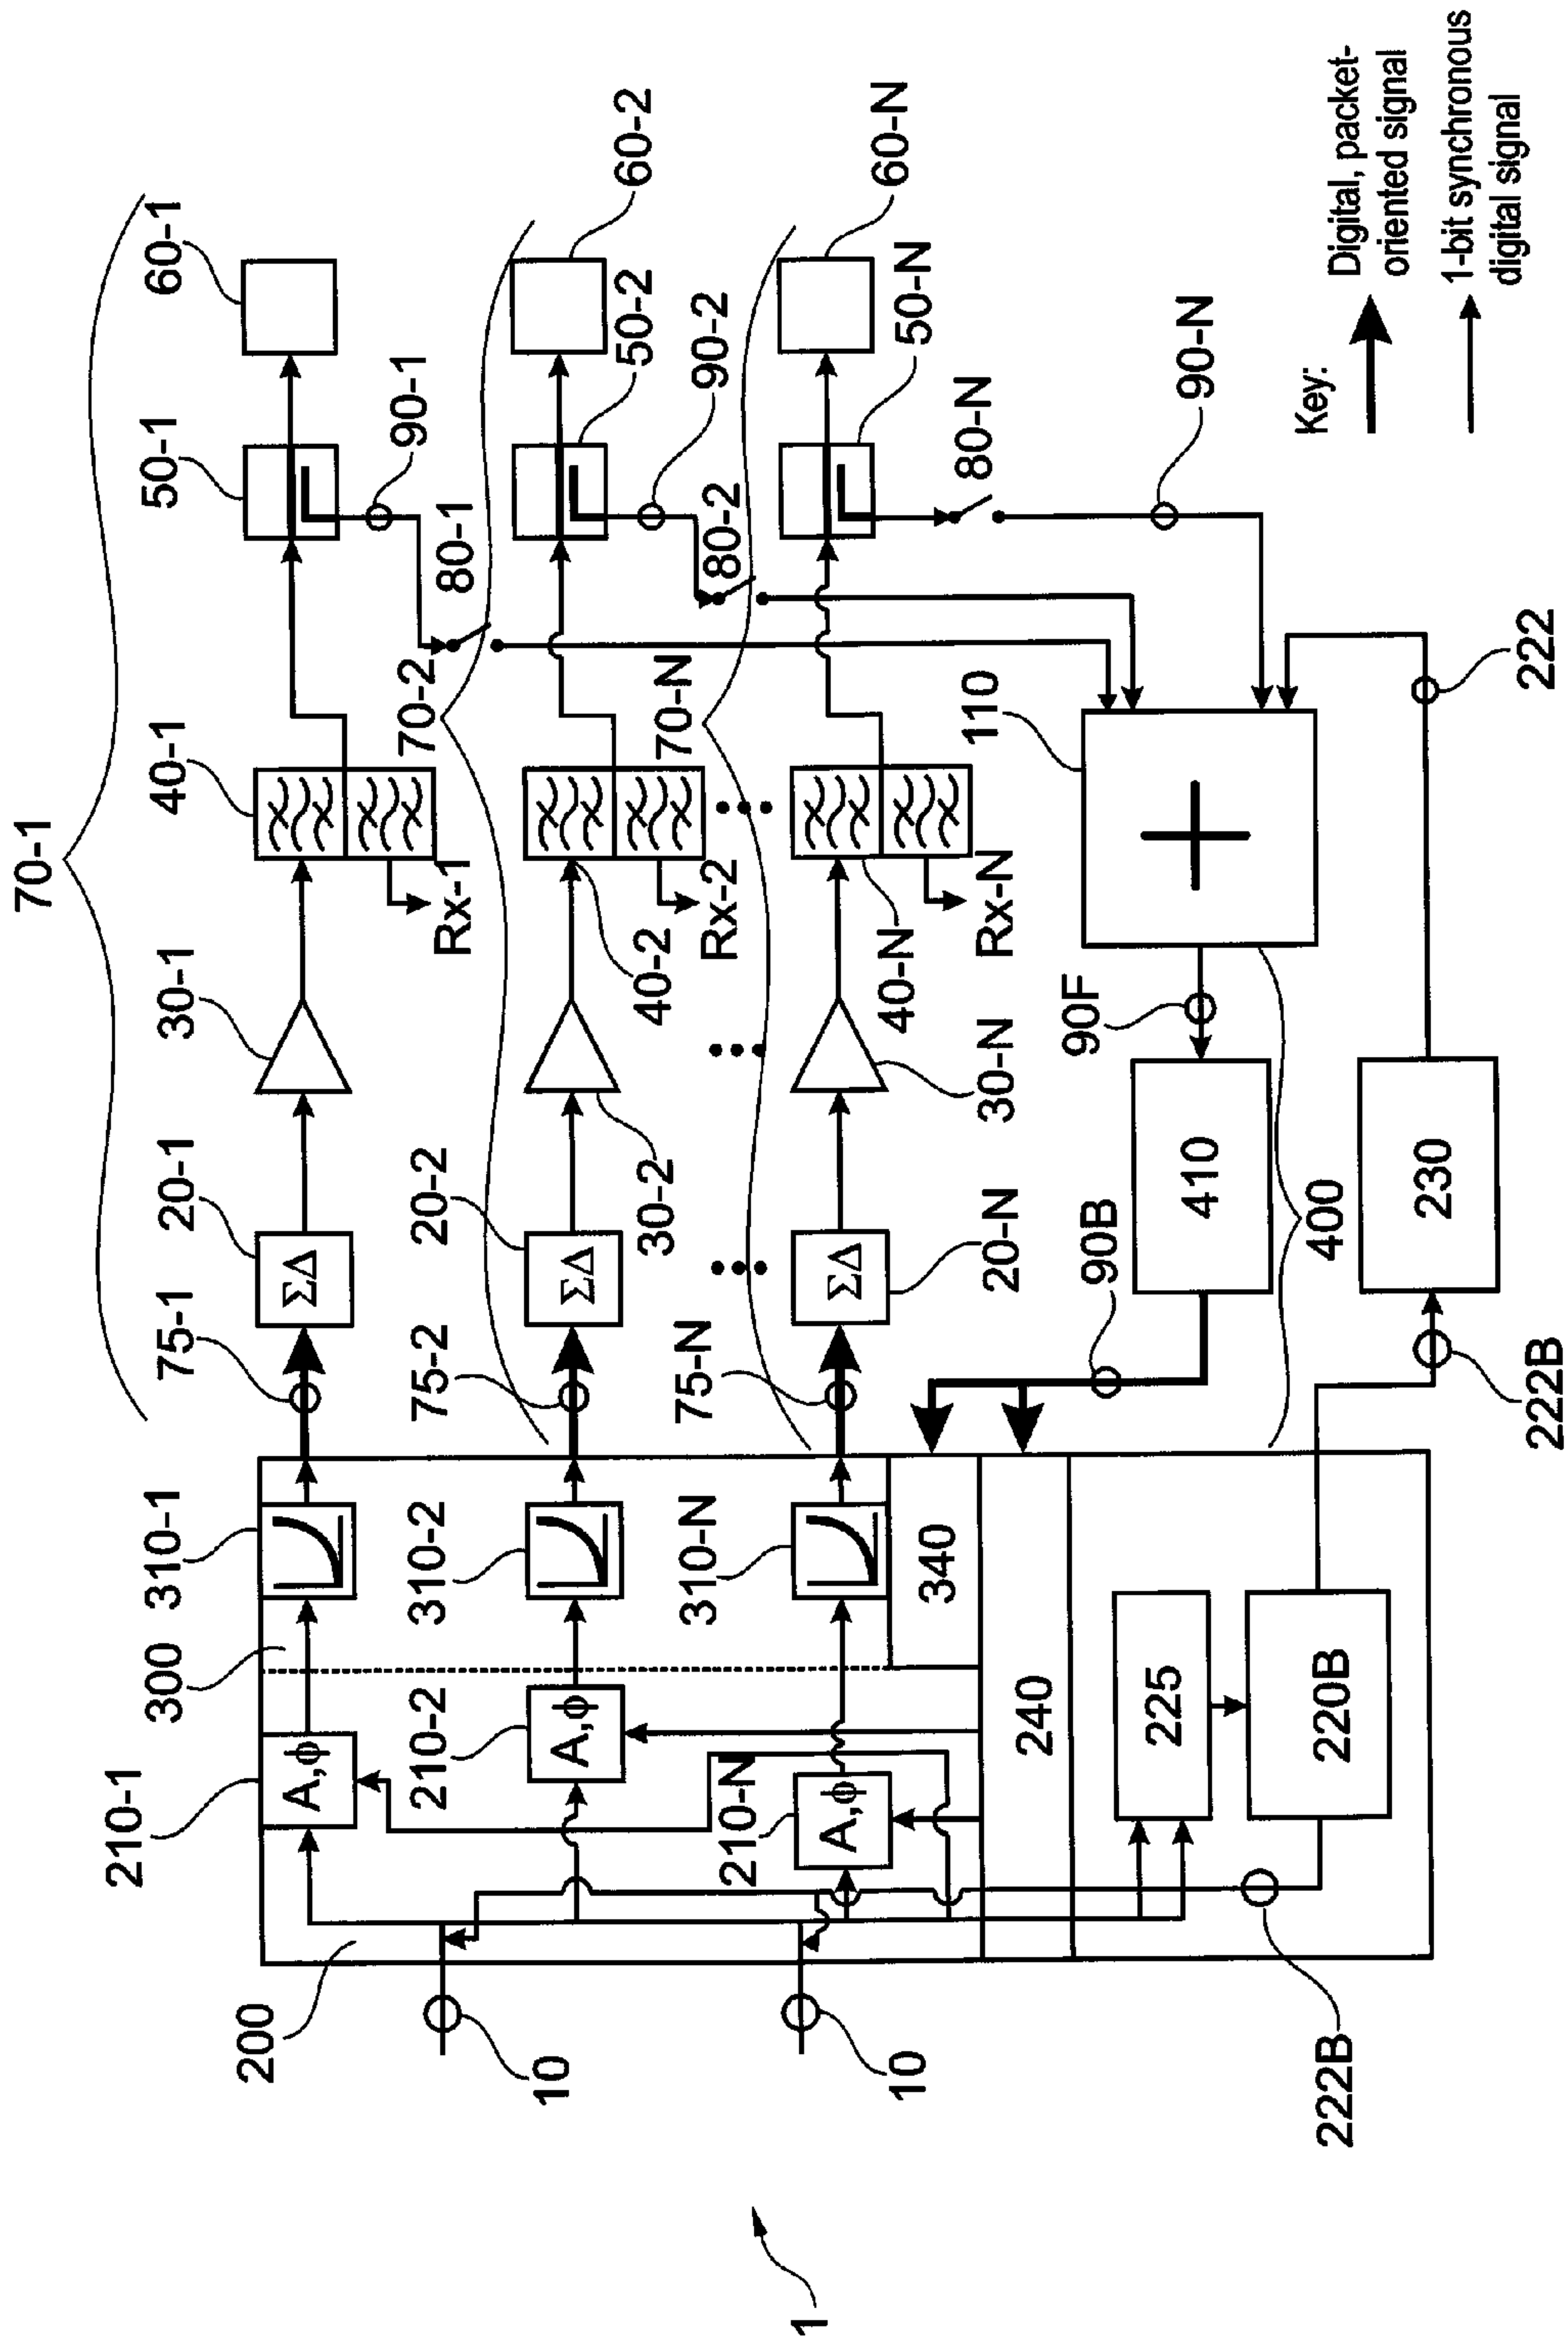 70-1
210-1
310-1
75-1
20-1
30-1
40-1
50-1
60-1
A,ϕ
ΣΔ
Rx-1
90-1
80-1
200
300
210-2
310-2
75-2
20-2
30-2
40-2
70-2
50-2
60-2
A,ϕ
ΣΔ
Rx-2
90-2
80-2
10
210-N
310-N
75-N
20-N
30-N
40-N
70-N
50-N
60-N
A,ϕ
ΣΔ
Rx-N
80-N
90-N
10
340
240
90B
90F
110
+
410
400
225
220B
230
222B
222B
222
1
Key:
Digital, packet-
oriented signal
1-bit synchronous
digital signal